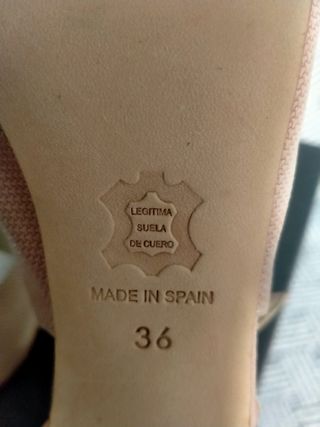 LEGITIMA
SUELA
DE CUERO
MADE IN SPAIN
36